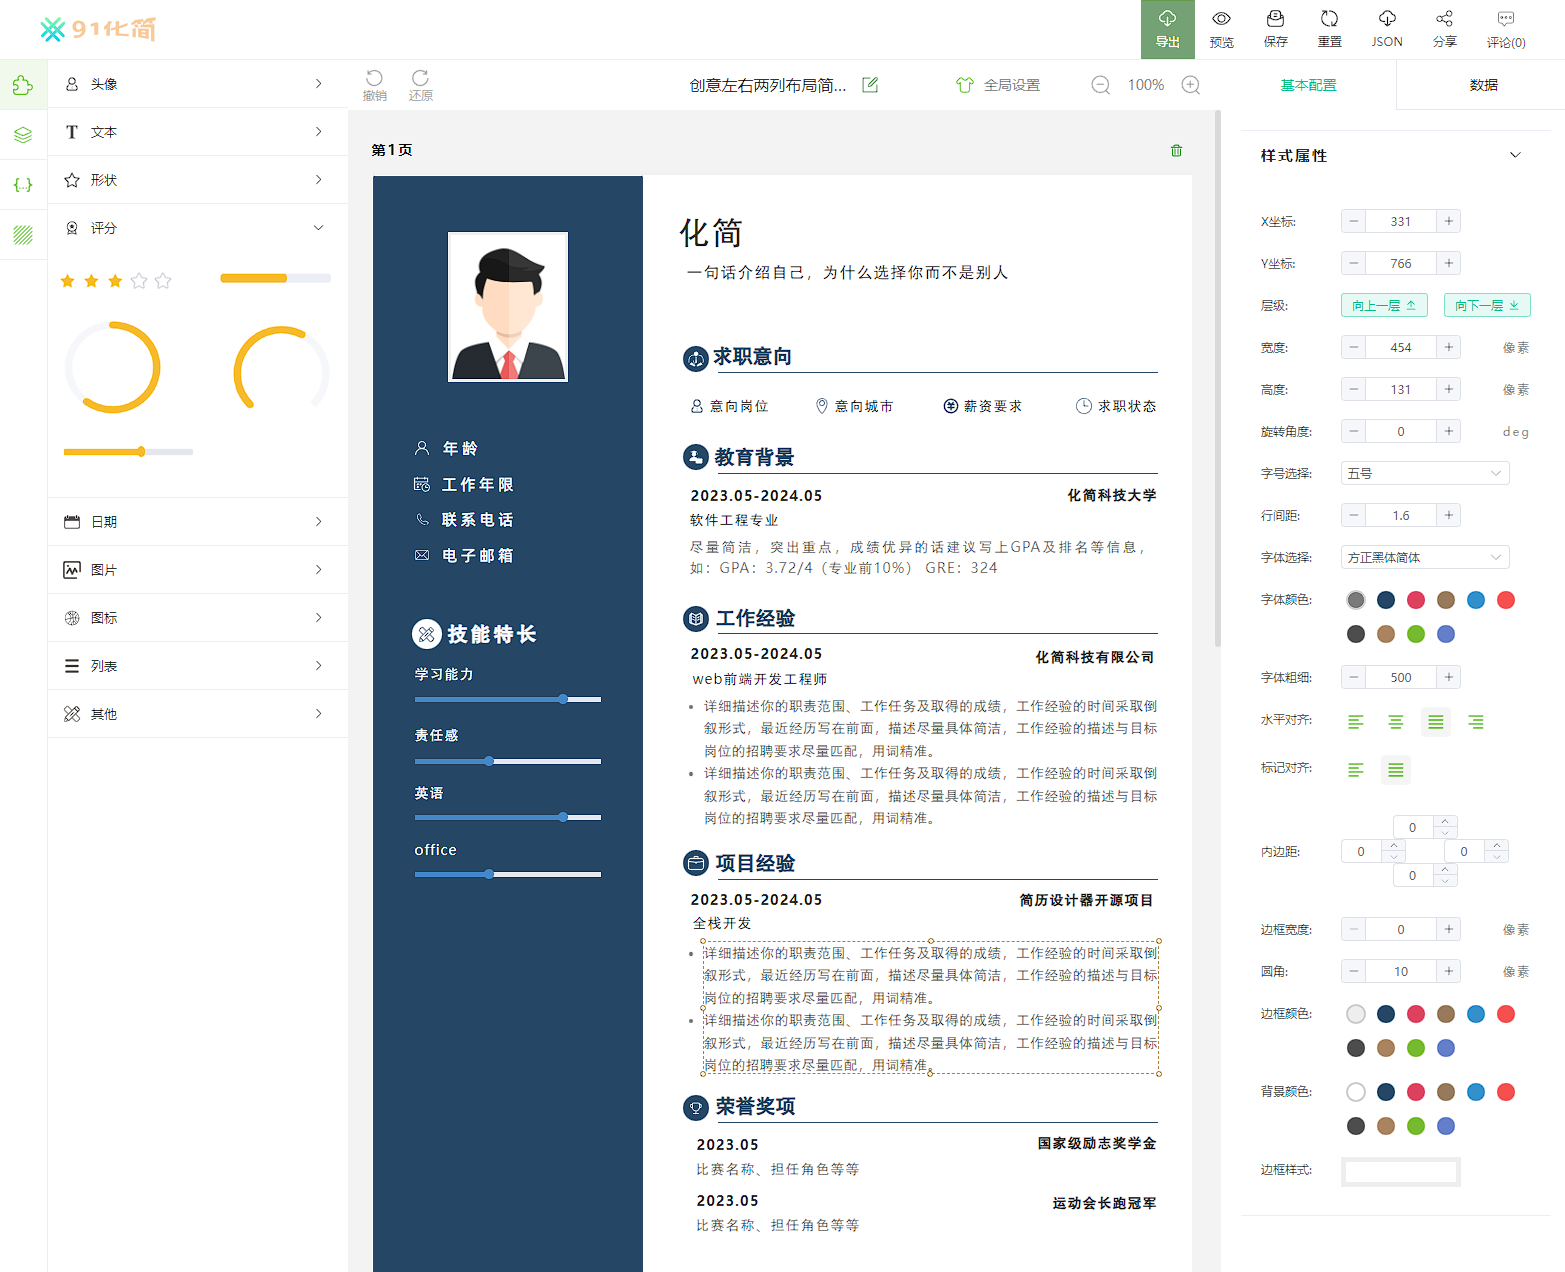 91化简
导出
预览
保存
重置
JSON
分享
评论(0)
头像
文本
形状
评分
日期
图片
图标
列表
其他
撤销
还原
创意左右两列布局简...
全局设置
100%
第1页
年龄
工作年限
联系电话
电子邮箱
技能特长
学习能力
责任感
英语
office
化简
一句话介绍自己，为什么选择你而不是别人
求职意向
意向岗位
意向城市
薪资要求
求职状态
教育背景
2023.05-2024.05
化简科技大学
软件工程专业
尽量简洁，突出重点，成绩优异的话建议写上GPA及排名等信息，
如：GPA：3.72/4（专业前10%） GRE：324
工作经验
2023.05-2024.05
化简科技有限公司
web前端开发工程师
详细描述你的职责范围、工作任务及取得的成绩，工作经验的时间采取倒
叙形式，最近经历写在前面，描述尽量具体简洁，工作经验的描述与目标
岗位的招聘要求尽量匹配，用词精准。
详细描述你的职责范围、工作任务及取得的成绩，工作经验的时间采取倒
叙形式，最近经历写在前面，描述尽量具体简洁，工作经验的描述与目标
岗位的招聘要求尽量匹配，用词精准。
项目经验
2023.05-2024.05
简历设计器开源项目
全栈开发
详细描述你的职责范围、工作任务及取得的成绩，工作经验的时间采取倒
叙形式，最近经历写在前面，描述尽量具体简洁，工作经验的描述与目标
岗位的招聘要求尽量匹配，用词精准。
详细描述你的职责范围、工作任务及取得的成绩，工作经验的时间采取倒
叙形式，最近经历写在前面，描述尽量具体简洁，工作经验的描述与目标
岗位的招聘要求尽量匹配，用词精准。
荣誉奖项
2023.05
国家级励志奖学金
比赛名称、担任角色等等
2023.05
运动会长跑冠军
比赛名称、担任角色等等
基本配置
数据
样式属性
X坐标: 331
Y坐标: 766
层级: 向上一层 向下一层
宽度: 454 像素
高度: 131 像素
旋转角度: 0 deg
字号选择: 五号
行间距: 1.6
字体选择: 方正黑体简体
字体颜色:
字体粗细: 500
水平对齐:
标记对齐:
0
内边距: 0 0
0
边框宽度: 0 像素
圆角: 10 像素
边框颜色:
背景颜色:
边框样式: